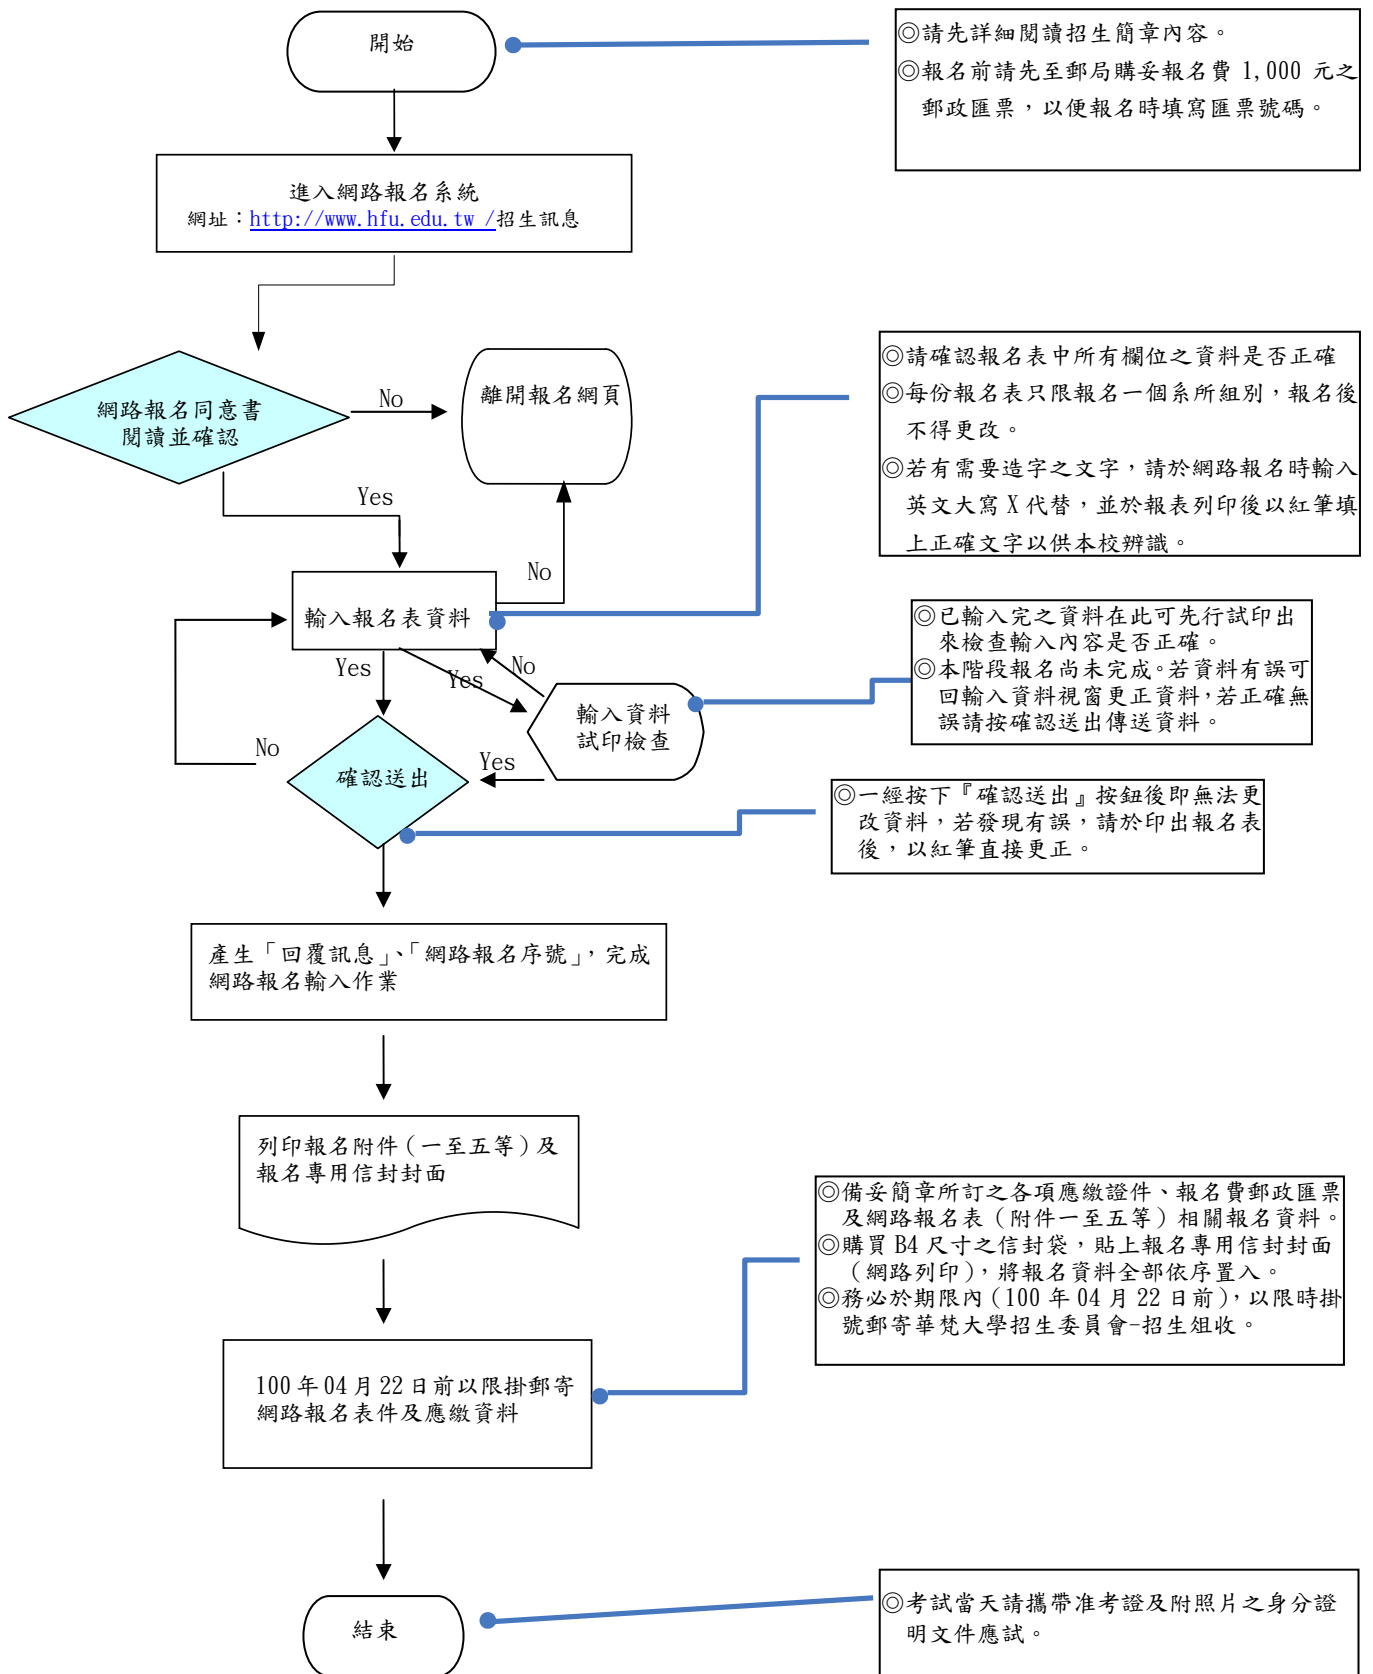 開始
◎請先詳細閱讀招生簡章內容。
◎報名前請先至郵局購妥報名費 1,000 元之
郵政匯票，以便報名時填寫匯票號碼。
進入網路報名系統
網址：http://www.hfu.edu.tw /招生訊息
網路報名同意書
閱讀並確認
No
離開報名網頁
◎請確認報名表中所有欄位之資料是否正確
◎每份報名表只限報名一個系所組別，報名後
不得更改。
◎若有需要造字之文字，請於網路報名時輸入
英文大寫 X 代替，並於報表列印後以紅筆填
上正確文字以供本校辨識。
Yes
No
輸入報名表資料
◎已輸入完之資料在此可先行試印出
來檢查輸入內容是否正確。
◎本階段報名尚未完成。若資料有誤可
回輸入資料視窗更正資料，若正確無
誤請按確認送出傳送資料。
Yes
Yes
No
輸入資料
試印檢查
No
Yes
確認送出
◎一經按下『確認送出』按鈕後即無法更
改資料，若發現有誤，請於印出報名表
後，以紅筆直接更正。
產生「回覆訊息」、「網路報名序號」，完成
網路報名輸入作業
列印報名附件（一至五等）及
報名專用信封封面
◎備妥簡章所訂之各項應繳證件、報名費郵政匯票
及網路報名表（附件一至五等）相關報名資料。
◎購買 B4 尺寸之信封袋，貼上報名專用信封封面
（網路列印），將報名資料全部依序置入。
◎務必於期限內（100 年 04 月 22 日前），以限時掛
號郵寄華梵大學招生委員會-招生俎收。
100 年 04 月 22 日前以限掛郵寄
網路報名表件及應繳資料
結束
◎考試當天請攜帶准考證及附照片之身分證
明文件應試。